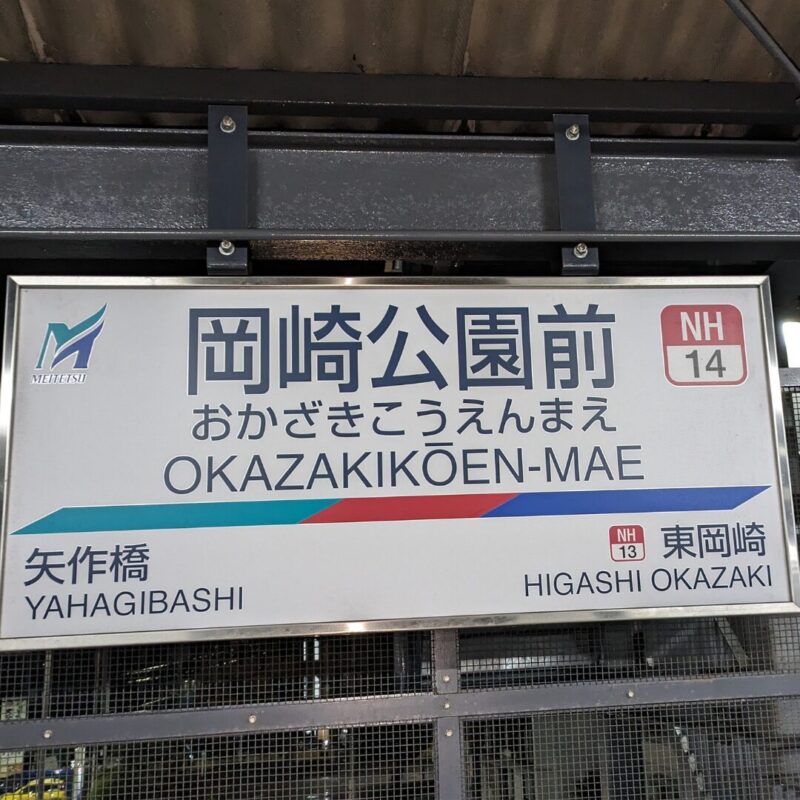 MEITETSU
岡崎公園前
NH
14
おかざきこうえんまえ
OKAZAKIKŌEN-MAE
矢作橋
YAHAGIBASHI
NH
13
東岡崎
HIGASHI OKAZAKI